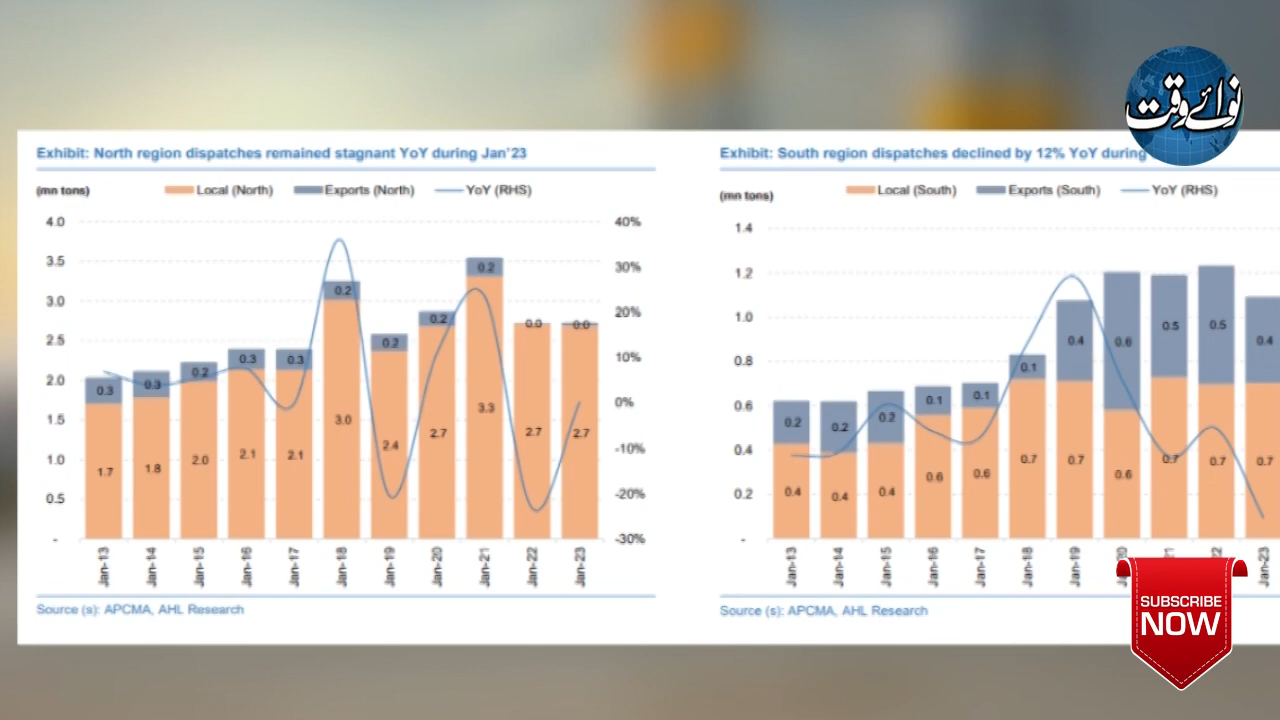 نوائے وقت
Exhibit: North region dispatches remained stagnant YoY during Jan'23
(mn tons)
Local (North) Exports (North) YoY (RHS)
4.0
3.5
3.0
2.5
2.0
1.5
1.0
0.5
-
40%
30%
20%
10%
0%
-10%
-20%
-30%
0.3 0.3 0.2 0.3 0.3 0.2 0.2 0.2 0.2 0.0 0.0
1.7 1.8 2.0 2.1 2.1 3.0 2.4 2.7 3.3 2.7 2.7
Jan-13 Jan-14 Jan-15 Jan-16 Jan-17 Jan-18 Jan-19 Jan-20 Jan-21 Jan-22 Jan-23
Source (s): APCMA, AHL Research
Exhibit: South region dispatches declined by 12% YoY during
(mn tons)
Local (South) Exports (South) YoY (RHS)
1.4
1.2
1.0
0.8
0.6
0.4
0.2
-
0.2 0.2 0.2 0.1 0.1 0.1 0.4 0.6 0.5 0.5 0.4
0.4 0.4 0.4 0.6 0.6 0.7 0.7 0.6 0.7 0.7 0.7
Jan-13 Jan-14 Jan-15 Jan-16 Jan-17 Jan-18 Jan-19 20 21 22 Jan-23
Source (s): APCMA, AHL Research
SUBSCRIBE
NOW